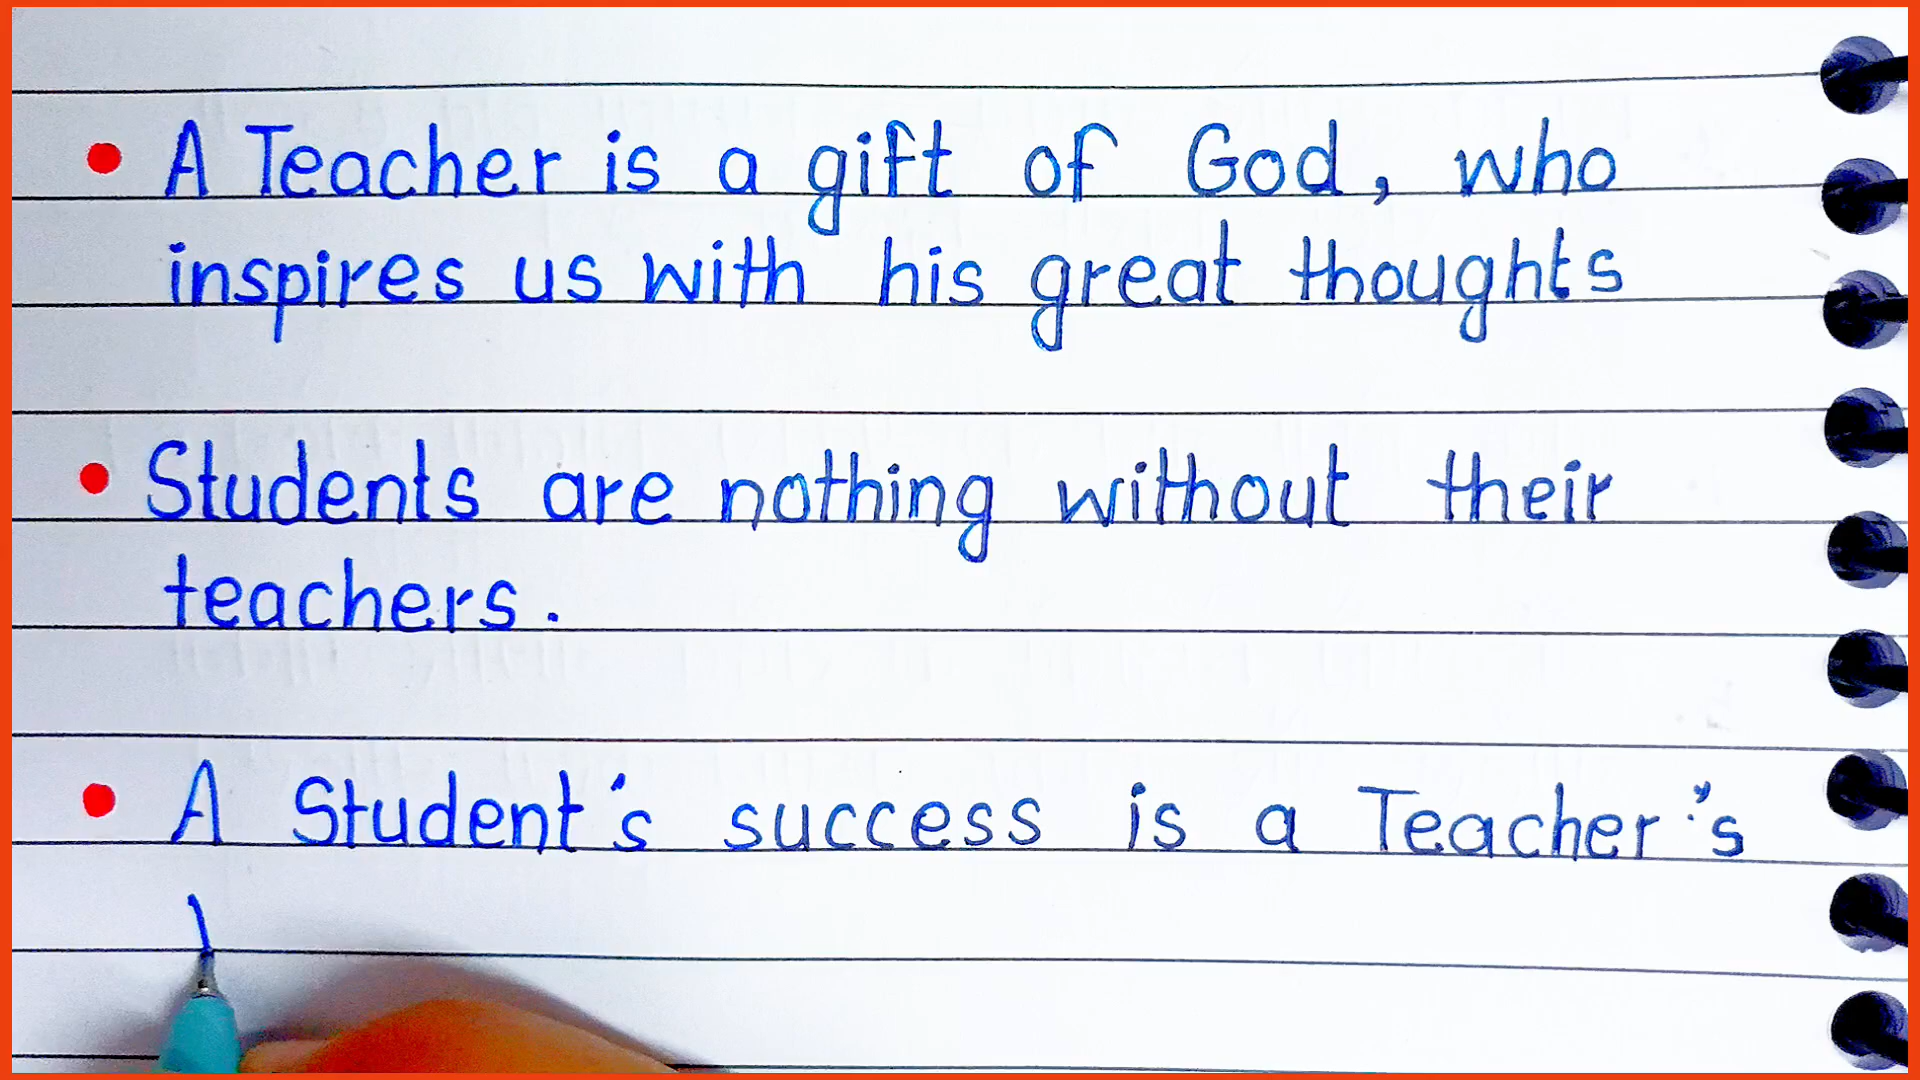 • A Teacher is a gift of God, who
inspires us with his great thoughts
• Students are nothing without their
teachers.
• A Student's success is a Teacher's